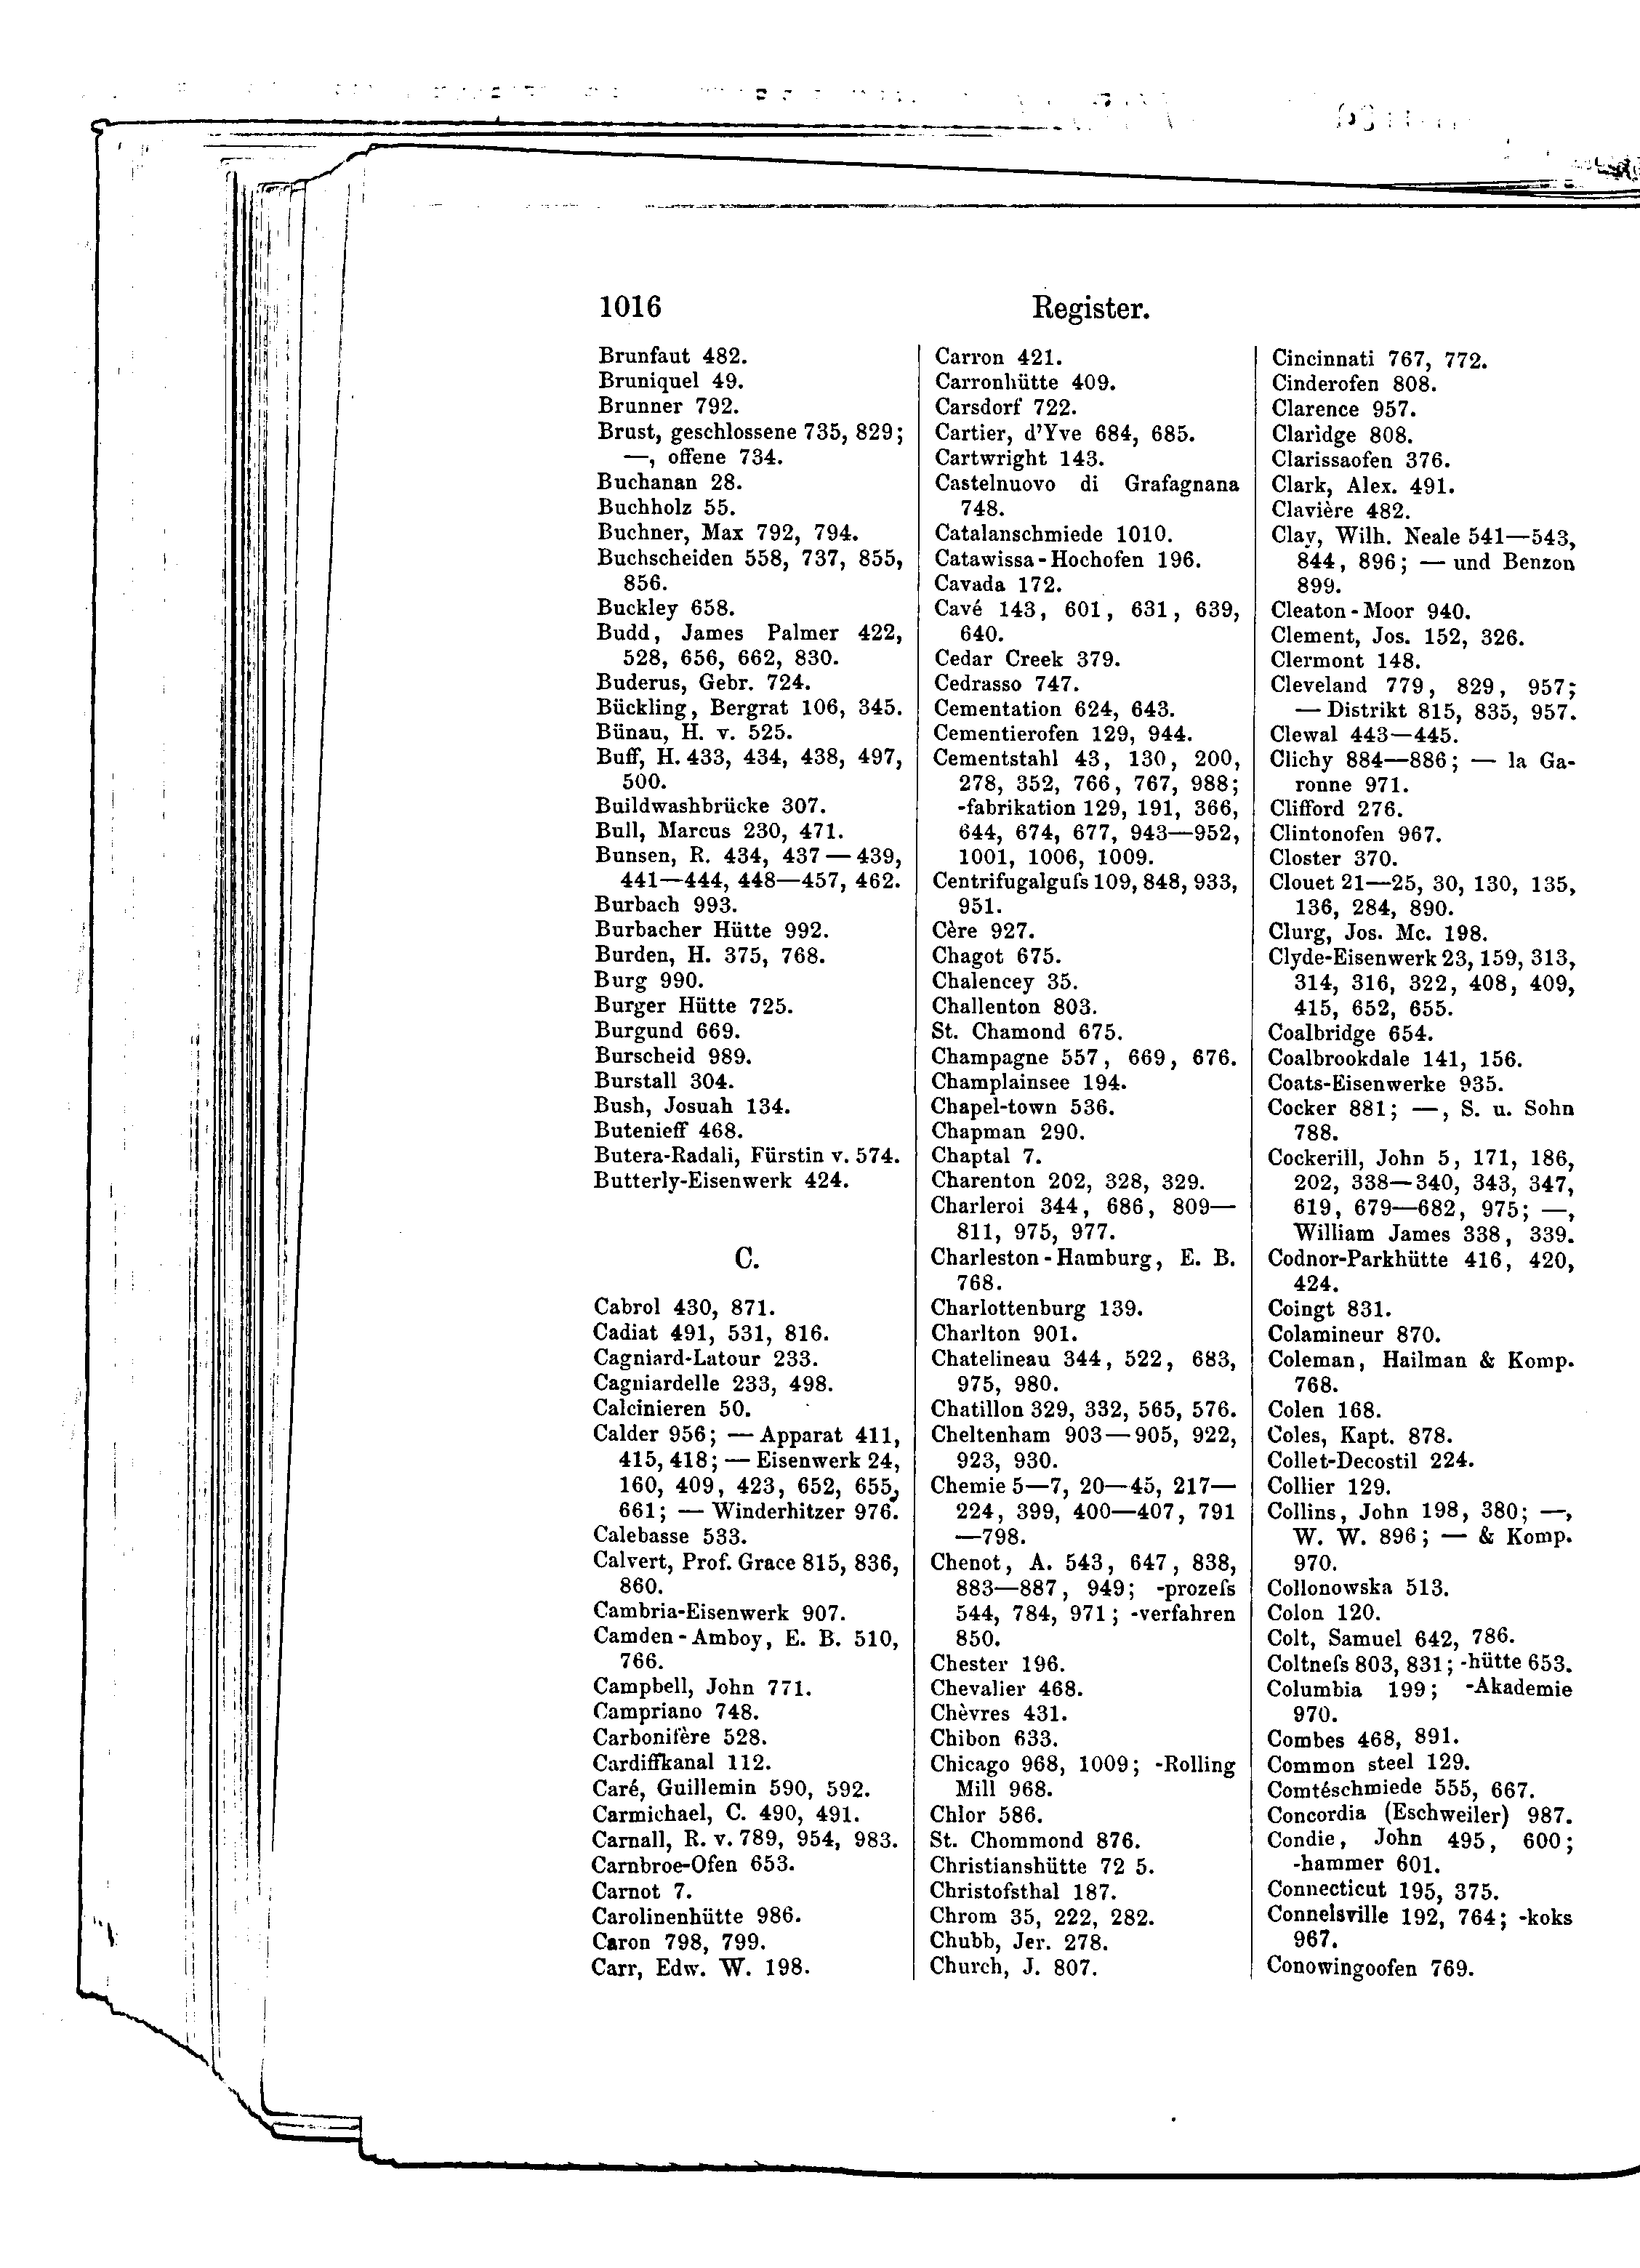 1016
Register.
Brunfaut 482.
Bruniquel 49.
Brunner 792.
Brust, geschlossene 735, 829;
—, offene 734.
Buchanan 28.
Buchholz 55.
Buchner, Max 792, 794.
Buchscheiden 558, 737, 855,
856.
Buckley 658.
Budd, James Palmer 422,
528, 656, 662, 830.
Buderus, Gebr. 724.
Bückling, Bergrat 106, 345.
Bünau, H. v. 525.
Buff, H. 433, 434, 438, 497,
500.
Buildwashbrücke 307.
Bull, Marcus 230, 471.
Bunsen, R. 434, 437—439,
441—444, 448—457, 462.
Burbach 993.
Burbacher Hütte 992.
Burden, H. 375, 768.
Burg 990.
Burger Hütte 725.
Burgund 669.
Burscheid 989.
Burstall 304.
Bush, Josuah 134.
Butenieff 468.
Butera-Radali, Fürstin v. 574.
Butterly-Eisenwerk 424.
C.
Cabrol 430, 871.
Cadiat 491, 531, 816.
Cagniard-Latour 233.
Cagniardelle 233, 498.
Calcinieren 50.
Calder 956; — Apparat 411,
415, 418; — Eisenwerk 24,
160, 409, 423, 652, 655,
661; — Winderhitzer 976.
Calebasse 533.
Calvert, Prof. Grace 815, 836,
860.
Cambria-Eisenwerk 907.
Camden-Amboy, E. B. 510,
766.
Campbell, John 771.
Campriano 748.
Carbonifère 528.
Cardiffkanal 112.
Caré, Guillemin 590, 592.
Carmichael, C. 490, 491.
Carnall, R. v. 789, 954, 983.
Carnbroe-Ofen 653.
Carnot 7.
Carolinenhütte 986.
Caron 798, 799.
Carr, Edw. W. 198.
Carron 421.
Carronhütte 409.
Carsdorf 722.
Cartier, d'Yve 684, 685.
Cartwright 143.
Castelnuovo di Grafagnana
748.
Catalanschmiede 1010.
Catawissa-Hochofen 196.
Cavada 172.
Cavé 143, 601, 631, 639,
640.
Cedar Creek 379.
Cedrasso 747.
Cementation 624, 643.
Cementierofen 129, 944.
Cementstahl 43, 130, 200,
278, 352, 766, 767, 988;
-fabrikation 129, 191, 366,
644, 674, 677, 943—952,
1001, 1006, 1009.
Centrifugalguſs 109, 848, 933,
951.
Cère 927.
Chagot 675.
Chalencey 35.
Challenton 803.
St. Chamond 675.
Champagne 557, 669, 676.
Champlainsee 194.
Chapel-town 536.
Chapman 290.
Chaptal 7.
Charenton 202, 328, 329.
Charleroi 344, 686, 809—
811, 975, 977.
Charleston-Hamburg, E. B.
768.
Charlottenburg 139.
Charlton 901.
Chatelineau 344, 522, 683,
975, 980.
Chatillon 329, 332, 565, 576.
Cheltenham 903—905, 922,
923, 930.
Chemie 5—7, 20—45, 217—
224, 399, 400—407, 791
—798.
Chenot, A. 543, 647, 838,
883—887, 949; -prozeſs
544, 784, 971; -verfahren
850.
Chester 196.
Chevalier 468.
Chèvres 431.
Chibon 633.
Chicago 968, 1009; -Rolling
Mill 968.
Chlor 586.
St. Chommond 876.
Christianshütte 72 5.
Christofsthal 187.
Chrom 35, 222, 282.
Chubb, Jer. 278.
Church, J. 807.
Cincinnati 767, 772.
Cinderofen 808.
Clarence 957.
Claridge 808.
Clarissaofen 376.
Clark, Alex. 491.
Clavière 482.
Clay, Wilh. Neale 541—543,
844, 896; — und Benzon
899.
Cleaton-Moor 940.
Clement, Jos. 152, 326.
Clermont 148.
Cleveland 779, 829, 957;
— Distrikt 815, 835, 957.
Clewal 443—445.
Clichy 884—886; — la Ga-
ronne 971.
Clifford 276.
Clintonofen 967.
Closter 370.
Clouet 21—25, 30, 130, 135,
136, 284, 890.
Clurg, Jos. Mc. 198.
Clyde-Eisenwerk 23, 159, 313,
314, 316, 322, 408, 409,
415, 652, 655.
Coalbridge 654.
Coalbrookdale 141, 156.
Coats-Eisenwerke 935.
Cocker 881; —, S. u. Sohn
788.
Cockerill, John 5, 171, 186,
202, 338—340, 343, 347,
619, 679—682, 975; —,
William James 338, 339.
Codnor-Parkhütte 416, 420,
424.
Coingt 831.
Colamineur 870.
Coleman, Hailman & Komp.
768.
Colen 168.
Coles, Kapt. 878.
Collet-Decostil 224.
Collier 129.
Collins, John 198, 380; —,
W. W. 896; — & Komp.
970.
Collonowska 513.
Colon 120.
Colt, Samuel 642, 786.
Coltneſs 803, 831; -hütte 653.
Columbia 199; -Akademie
970.
Combes 468, 891.
Common steel 129.
Comtéschmiede 555, 667.
Concordia (Eschweiler) 987.
Condie, John 495, 600;
-hammer 601.
Connecticut 195, 375.
Connelsville 192, 764; -koks
967.
Conowingoofen 769.